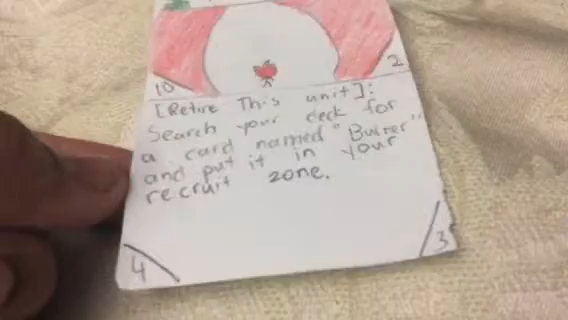 10 2
[Retire This unit]:
Search your deck for
a card named "Burner"
and put it in your
recruit zone.
4 3